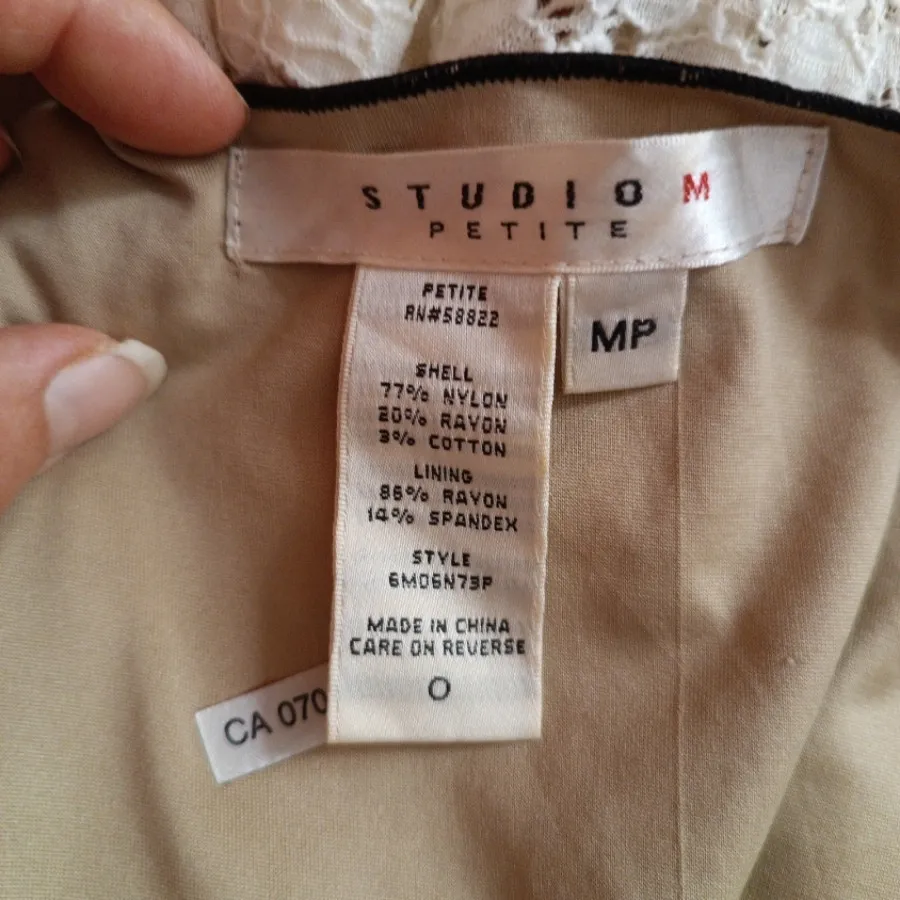 STUDIO M
PETITE
PETITE
RN#58822
MP
SHELL
77% NYLON
20% RAYON
3% COTTON
LINING
86% RAYON
14% SPANDEX
STYLE
6M06N73P
MADE IN CHINA
CARE ON REVERSE
O
CA 070